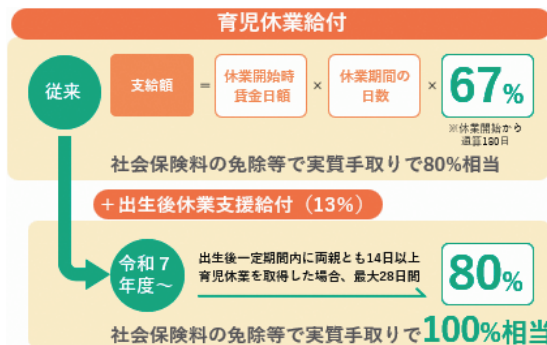 育児休業給付
従来
支給額 = 休業開始時賃金日額 × 休業期間の日数 × 67%
※休業開始から
通算180日
社会保険料の免除等で実質手取りで80%相当
+出生後休業支援給付(13%)
令和7
年度~
出生後一定期間内に両親とも14日以上
育児休業を取得した場合、最大28日間
80%
社会保険料の免除等で実質手取りで100%相当